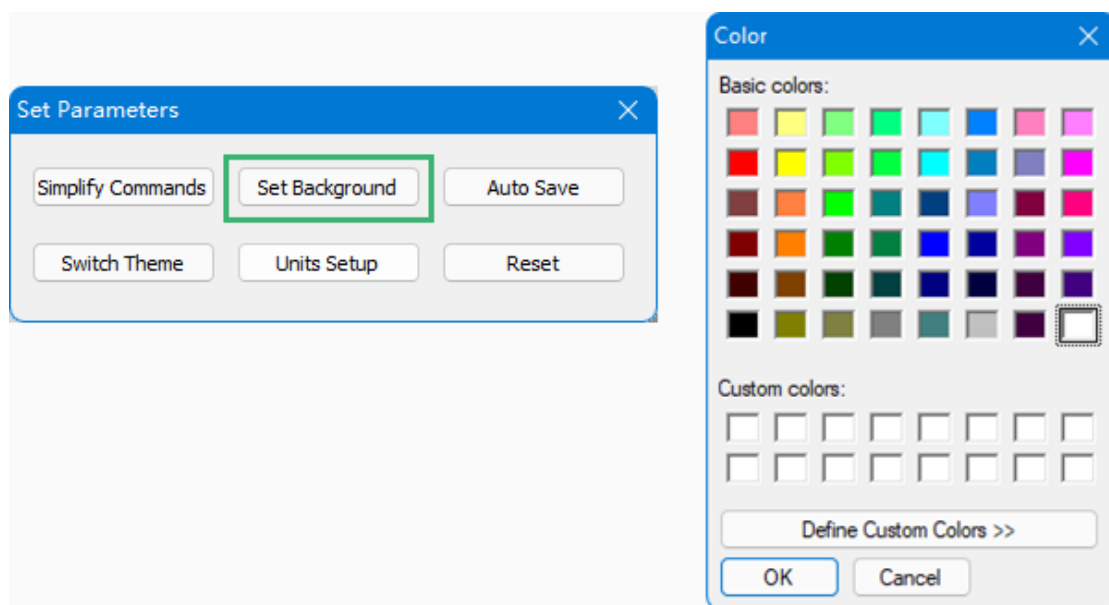 Set Parameters
Simplify Commands
Set Background
Auto Save
Switch Theme
Units Setup
Reset
Color
Basic colors:
Custom colors:
Define Custom Colors >>
OK
Cancel